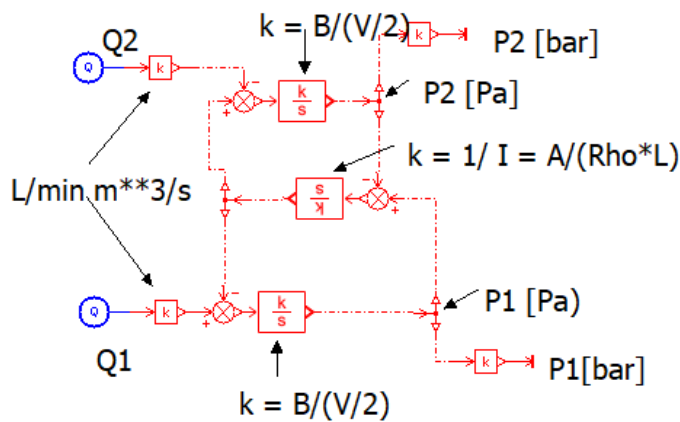 k = B/(V/2)
Q2
Q
k
k
P2 [bar]
k
s
P2 [Pa]
k = 1/ I = A/(Rho*L)
L/min m**3/s
k
s
Q
k
k
s
P1 [Pa)
Q1
k
P1[bar]
k = B/(V/2)